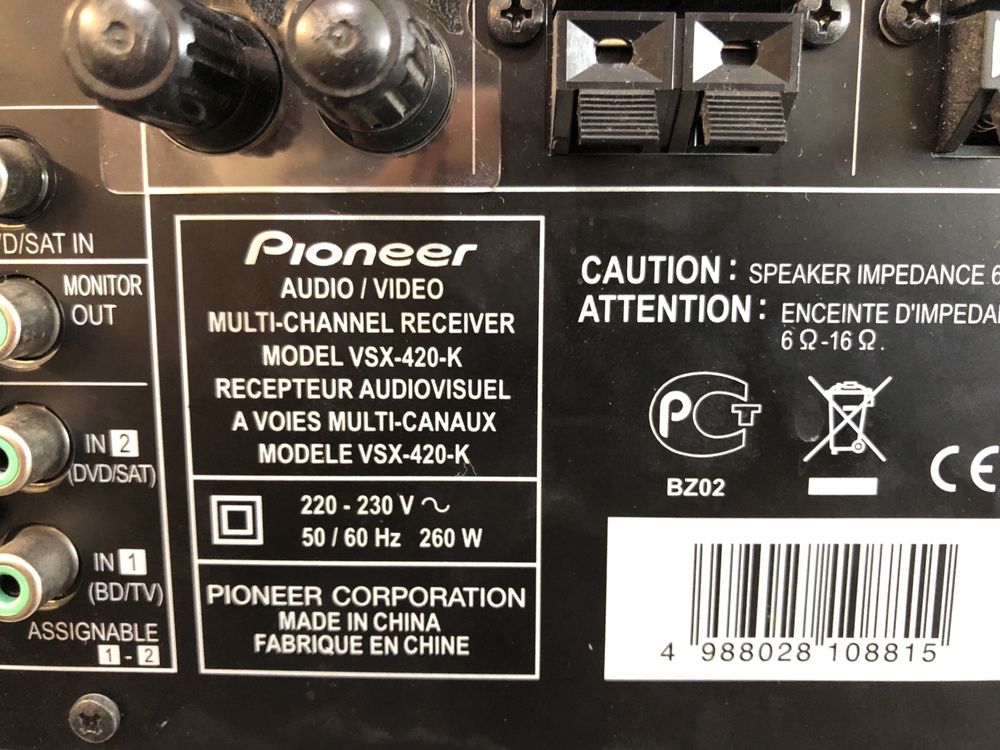 D/SAT IN
MONITOR
OUT
IN 2
(DVD/SAT)
IN 1
(BD/TV)
ASSIGNABLE
1 - 2
Pioneer
AUDIO / VIDEO
MULTI-CHANNEL RECEIVER
MODEL VSX-420-K
RECEPTEUR AUDIOVISUEL
A VOIES MULTI-CANAUX
MODELE VSX-420-K
220 - 230 V ~
50 / 60 Hz 260 W
PIONEER CORPORATION
MADE IN CHINA
FABRIQUE EN CHINE
CAUTION : SPEAKER IMPEDANCE 6
ATTENTION : ENCEINTE D'IMPEDA
6 Ω -16 Ω .
PCT
BZ02
CE
4 988028 108815